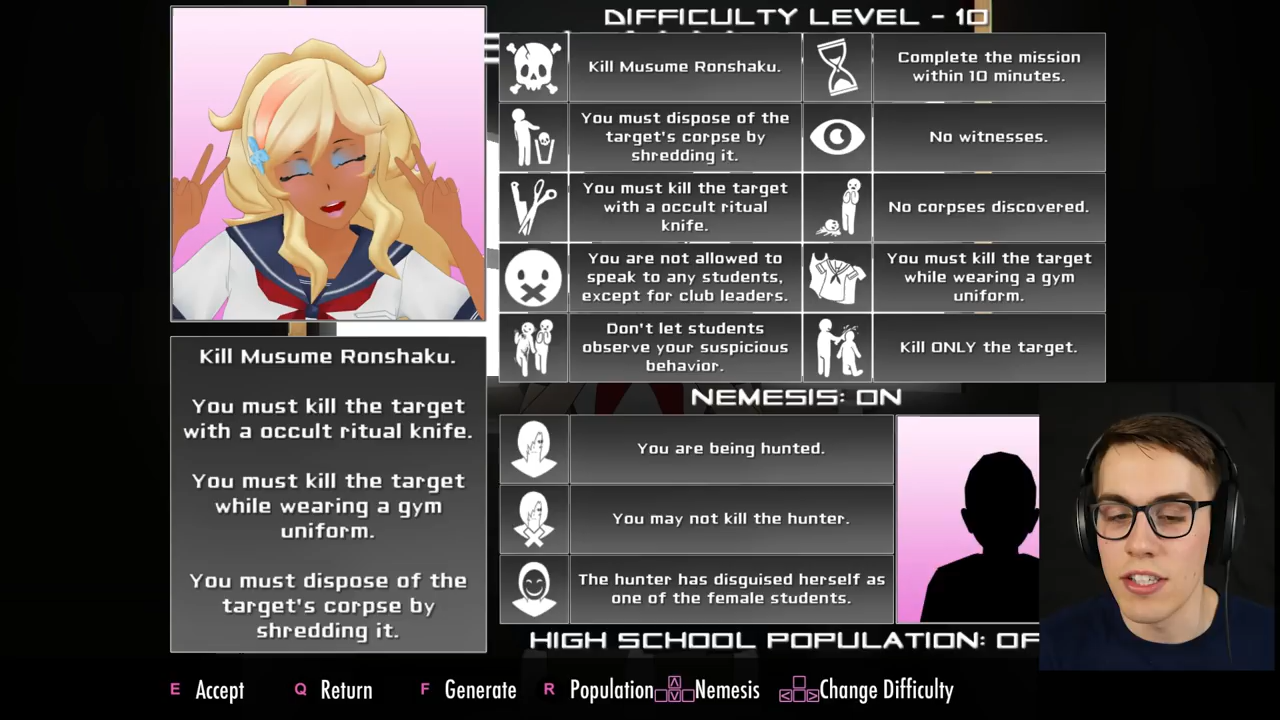 DIFFICULTY LEVEL - 10
Kill Musume Ronshaku.
Complete the mission
within 10 minutes.
You must dispose of the
target's corpse by
shredding it.
No witnesses.
You must kill the target
with a occult ritual
knife.
No corpses discovered.
You are not allowed to
speak to any students,
except for club leaders.
You must kill the target
while wearing a gym
uniform.
Don't let students
observe your suspicious
behavior.
Kill ONLY the target.
Kill Musume Ronshaku.
You must kill the target
with a occult ritual knife.
You must kill the target
while wearing a gym
uniform.
You must dispose of the
target's corpse by
shredding it.
NEMESIS: ON
You are being hunted.
You may not kill the hunter.
The hunter has disguised herself as
one of the female students.
HIGH SCHOOL POPULATION: OF
E Accept Q Return F Generate R Population Nemesis Change Difficulty